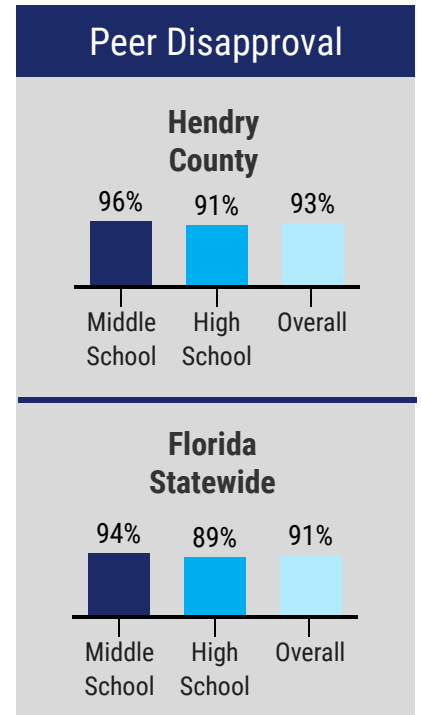 Peer Disapproval
Hendry
County
96% 91% 93%
Middle High Overall
School School
Florida
Statewide
94% 89% 91%
Middle High Overall
School School